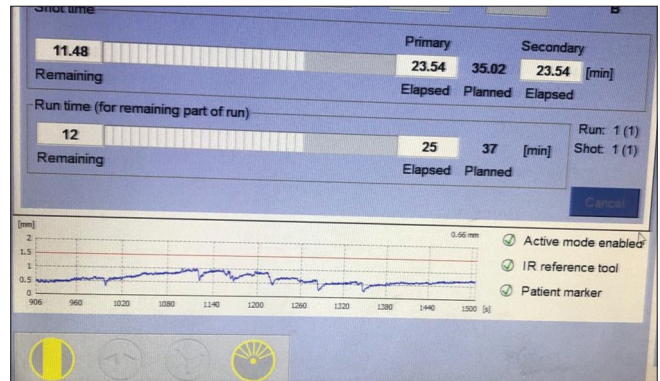 Shot time
B
Primary Secondary
11.48 23.54 35.02 23.54 [min]
Remaining Elapsed Planned Elapsed
Run time (for remaining part of run)
Run: 1 (1)
12 25 37 [min] Shot: 1 (1)
Remaining Elapsed Planned
Cancel
[mm] 0.66 mm
2
1.5
1
0.5
0
906 960 1020 1080 1140 1200 1260 1320 1380 1440 1500 [s]
Active mode enabled
IR reference tool
Patient marker